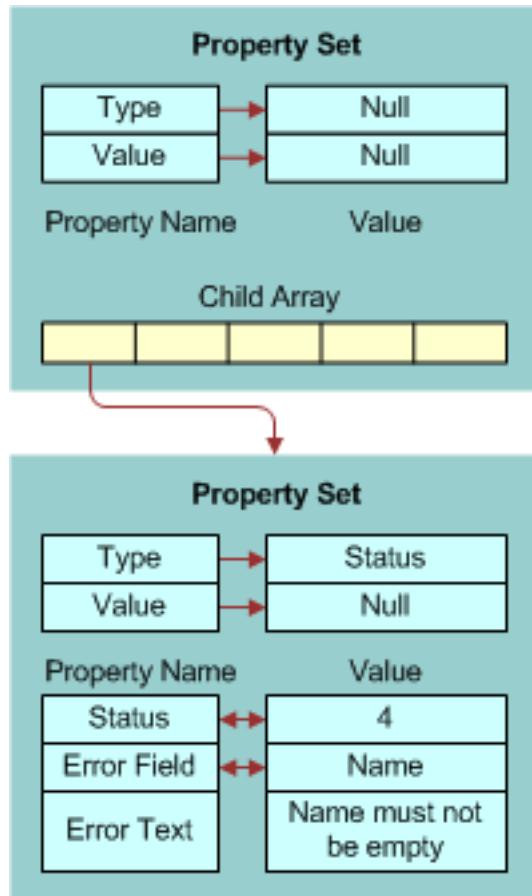 Property Set
Type Null
Value Null
Property Name Value
Child Array
Property Set
Type Status
Value Null
Property Name Value
Status 4
Error Field Name
Error Text Name must not
be empty